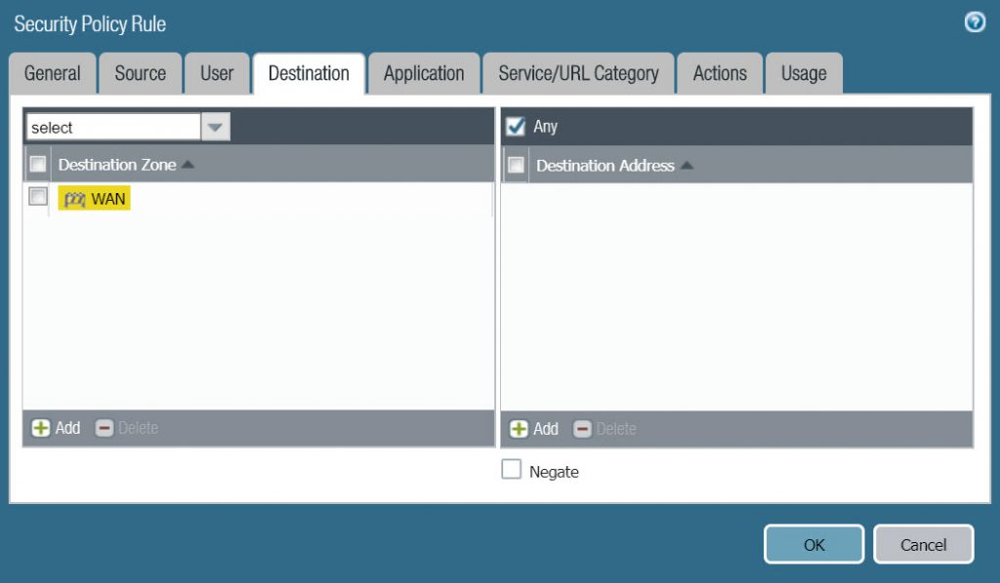 Security Policy Rule
General Source User Destination Application Service/URL Category Actions Usage
select
Any
Destination Zone
Destination Address
WAN
Add Delete
Add Delete
Negate
OK Cancel